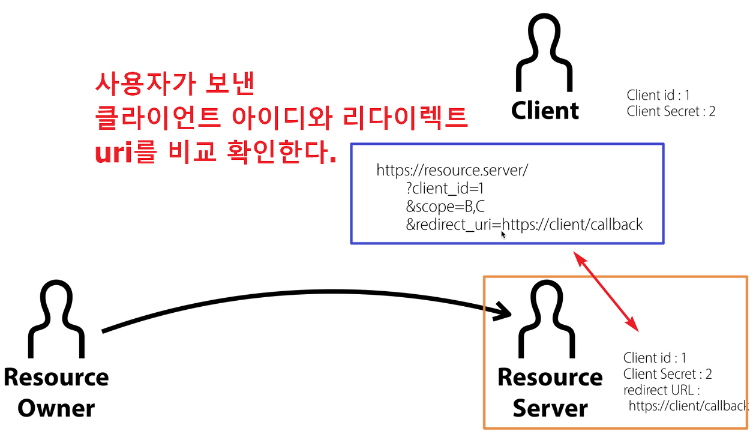 사용자가 보낸
클라이언트 아이디와 리다이렉트
uri를 비교 확인한다.
Client
Client id : 1
Client Secret : 2
https://resource.server/
?client_id=1
&scope=B,C
&redirect_uri=https://client/callback
Resource
Owner
Resource
Server
Client id : 1
Client Secret : 2
redirect URL :
https://client/callback